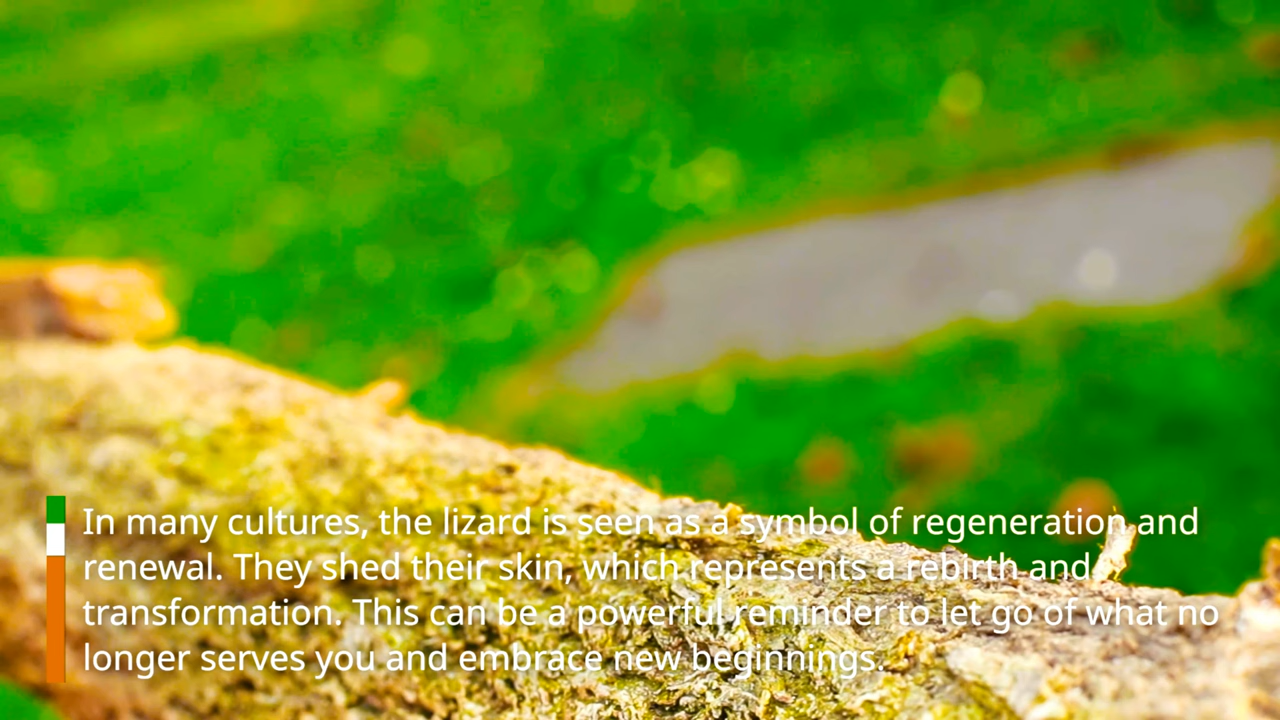 In many cultures, the lizard is seen as a symbol of regeneration and
renewal. They shed their skin, which represents a rebirth and
transformation. This can be a powerful reminder to let go of what no
longer serves you and embrace new beginnings.